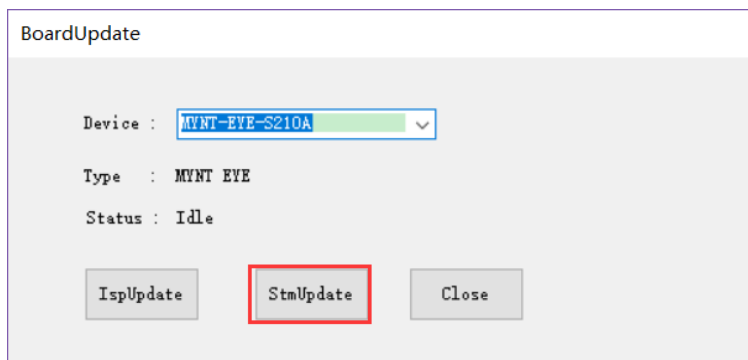 BoardUpdate
Device : MYNT-EYE-S210A
Type : MYNT EYE
Status : Idle
IspUpdate StmUpdate Close